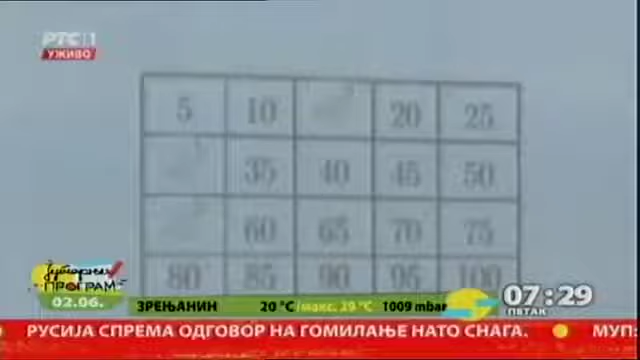 РТС 1
УЖИВО
5 10 20 25
35 40 45 50
60 65 70 75
80 85 90 95 100
Јутарњи
ПРОГРАМ
02.06.
ЗРЕЊАНИН 20 °C/макс. 29 °C 1009 mbar
07:29
ПЕТАК
РУСИЈА СПРЕМА ОДГОВОР НА ГОМИЛАЊЕ НАТО СНАГА. МУП: